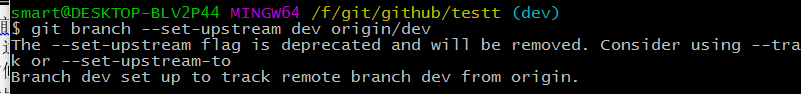 smart@DESKTOP-BLV2P44 MINGW64 /f/git/github/testt (dev)
$ git branch --set-upstream dev origin/dev
The --set-upstream flag is deprecated and will be removed. Consider using --trac
k or --set-upstream-to
Branch dev set up to track remote branch dev from origin.